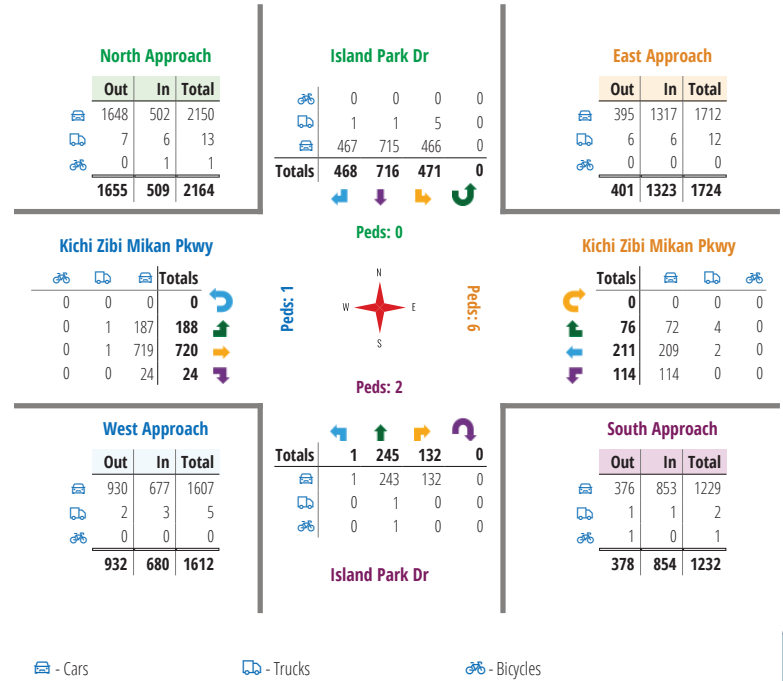 North Approach
Out In Total
1648 502 2150
7 6 13
0 1 1
1655 509 2164
Island Park Dr
0 0 0 0
1 1 5 0
467 715 466 0
Totals 468 716 471 0
East Approach
Out In Total
395 1317 1712
6 6 12
0 0 0
401 1323 1724
Kichi Zibi Mikan Pkwy
Totals
0 0 0 0
0 1 187 188
0 1 719 720
0 0 24 24
Peds: 0
Peds: 1
N
W E
S
Peds: 6
Peds: 2
Kichi Zibi Mikan Pkwy
Totals
0 0 0 0
76 72 4 0
211 209 2 0
114 114 0 0
West Approach
Out In Total
930 677 1607
2 3 5
0 0 0
932 680 1612
Totals 1 245 132 0
1 243 132 0
0 1 0 0
0 1 0 0
Island Park Dr
South Approach
Out In Total
376 853 1229
1 1 2
1 0 1
378 854 1232
- Cars - Trucks - Bicycles